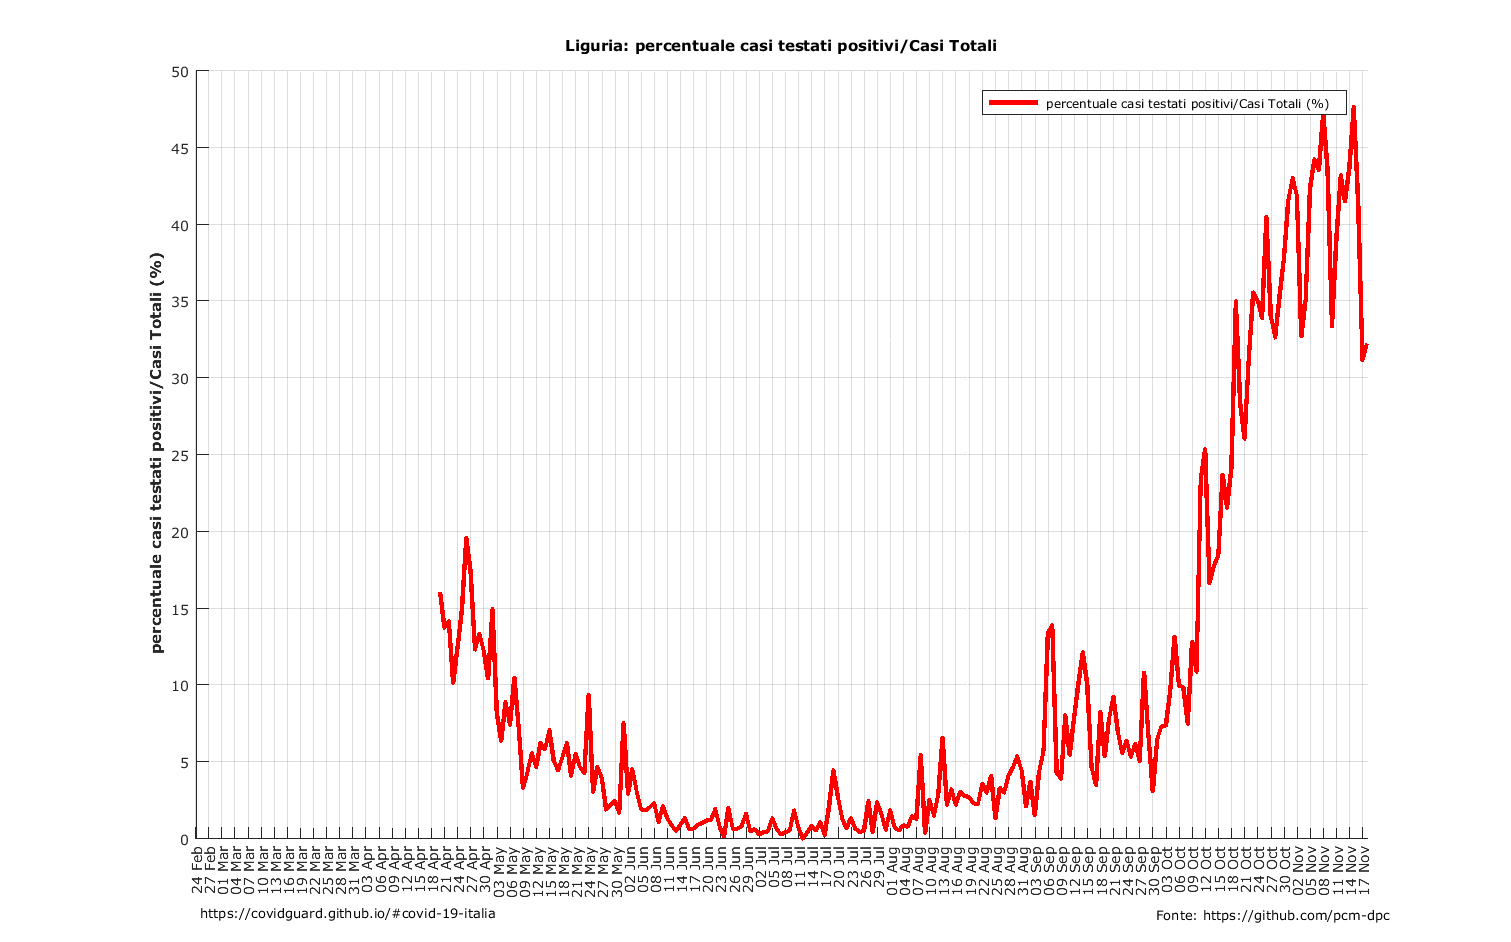 Liguria: percentuale casi testati positivi/Casi Totali
percentuale casi testati positivi/Casi Totali (%)
percentuale casi testati positivi/Casi Totali (%)
50
45
40
35
30
25
20
15
10
5
0
24 Feb
27 Feb
01 Mar
04 Mar
07 Mar
10 Mar
13 Mar
16 Mar
19 Mar
22 Mar
25 Mar
28 Mar
31 Mar
03 Apr
06 Apr
09 Apr
12 Apr
15 Apr
18 Apr
21 Apr
24 Apr
27 Apr
30 Apr
03 May
06 May
09 May
12 May
15 May
18 May
21 May
24 May
27 May
30 May
02 Jun
05 Jun
08 Jun
11 Jun
14 Jun
17 Jun
20 Jun
23 Jun
26 Jun
29 Jun
02 Jul
05 Jul
08 Jul
11 Jul
14 Jul
17 Jul
20 Jul
23 Jul
26 Jul
29 Jul
01 Aug
04 Aug
07 Aug
10 Aug
13 Aug
16 Aug
19 Aug
22 Aug
25 Aug
28 Aug
31 Aug
03 Sep
06 Sep
09 Sep
12 Sep
15 Sep
18 Sep
21 Sep
24 Sep
27 Sep
30 Sep
03 Oct
06 Oct
09 Oct
12 Oct
15 Oct
18 Oct
21 Oct
24 Oct
27 Oct
30 Oct
02 Nov
05 Nov
08 Nov
11 Nov
14 Nov
17 Nov
https://covidguard.github.io/#covid-19-italia
Fonte: https://github.com/pcm-dpc